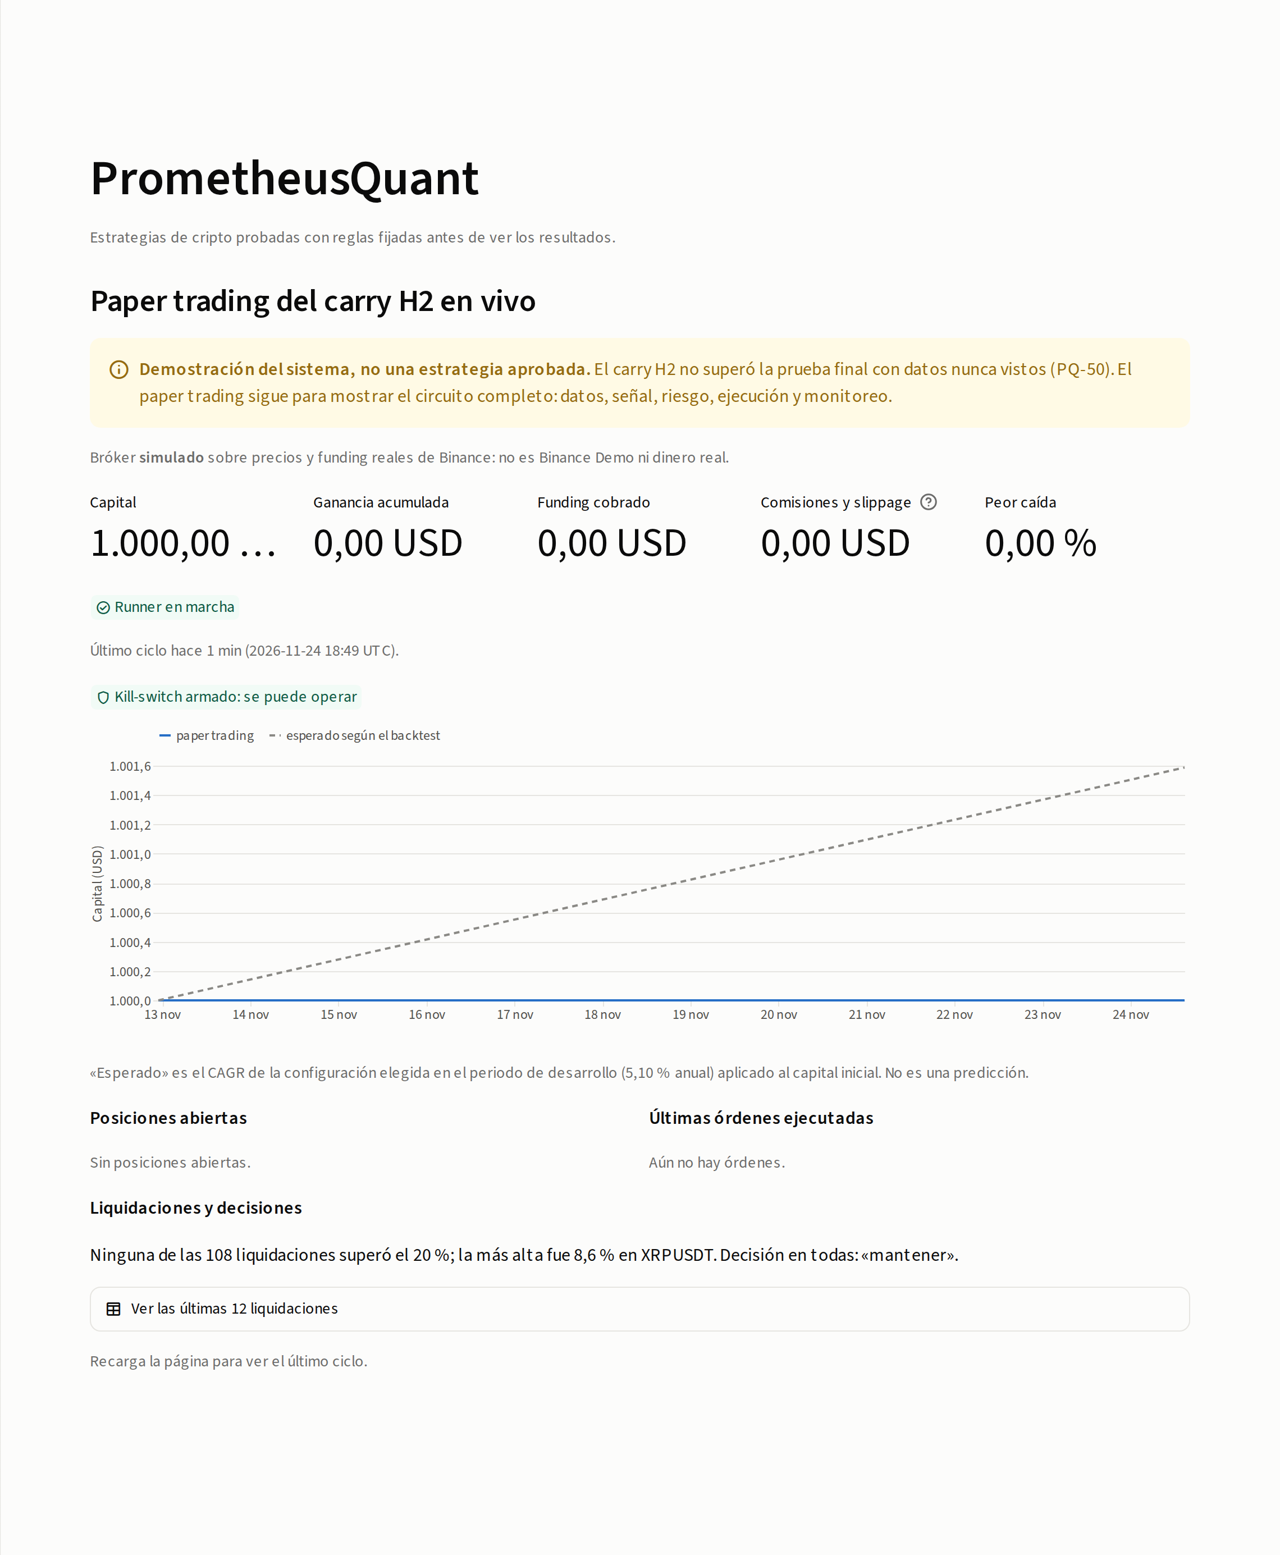 PrometheusQuant
Estrategias de cripto probadas con reglas fijadas antes de ver los resultados.
Paper trading del carry H2 en vivo
Demostración del sistema, no una estrategia aprobada. El carry H2 no superó la prueba final con datos nunca vistos (PQ-50). El
paper trading sigue para mostrar el circuito completo: datos, señal, riesgo, ejecución y monitoreo.
Bróker simulado sobre precios y funding reales de Binance: no es Binance Demo ni dinero real.
Capital
Ganancia acumulada
Funding cobrado
Comisiones y slippage
Peor caída
1.000,00 ...
0,00 USD
0,00 USD
0,00 USD
0,00 %
Runner en marcha
Último ciclo hace 1 min (2026-11-24 18:49 UTC).
Kill-switch armado: se puede operar
paper trading
esperado según el backtest
1.001,6
1.001,4
1.001,2
1.001,0
1.000,8
1.000,6
1.000,4
1.000,2
1.000,0
Capital (USD)
13 nov
14 nov
15 nov
16 nov
17 nov
18 nov
19 nov
20 nov
21 nov
22 nov
23 nov
24 nov
«Esperado» es el CAGR de la configuración elegida en el periodo de desarrollo (5,10 % anual) aplicado al capital inicial. No es una predicción.
Posiciones abiertas
Sin posiciones abiertas.
Últimas órdenes ejecutadas
Aún no hay órdenes.
Liquidaciones y decisiones
Ninguna de las 108 liquidaciones superó el 20 %; la más alta fue 8,6 % en XRPUSDT. Decisión en todas: «mantener».
Ver las últimas 12 liquidaciones
Recarga la página para ver el último ciclo.